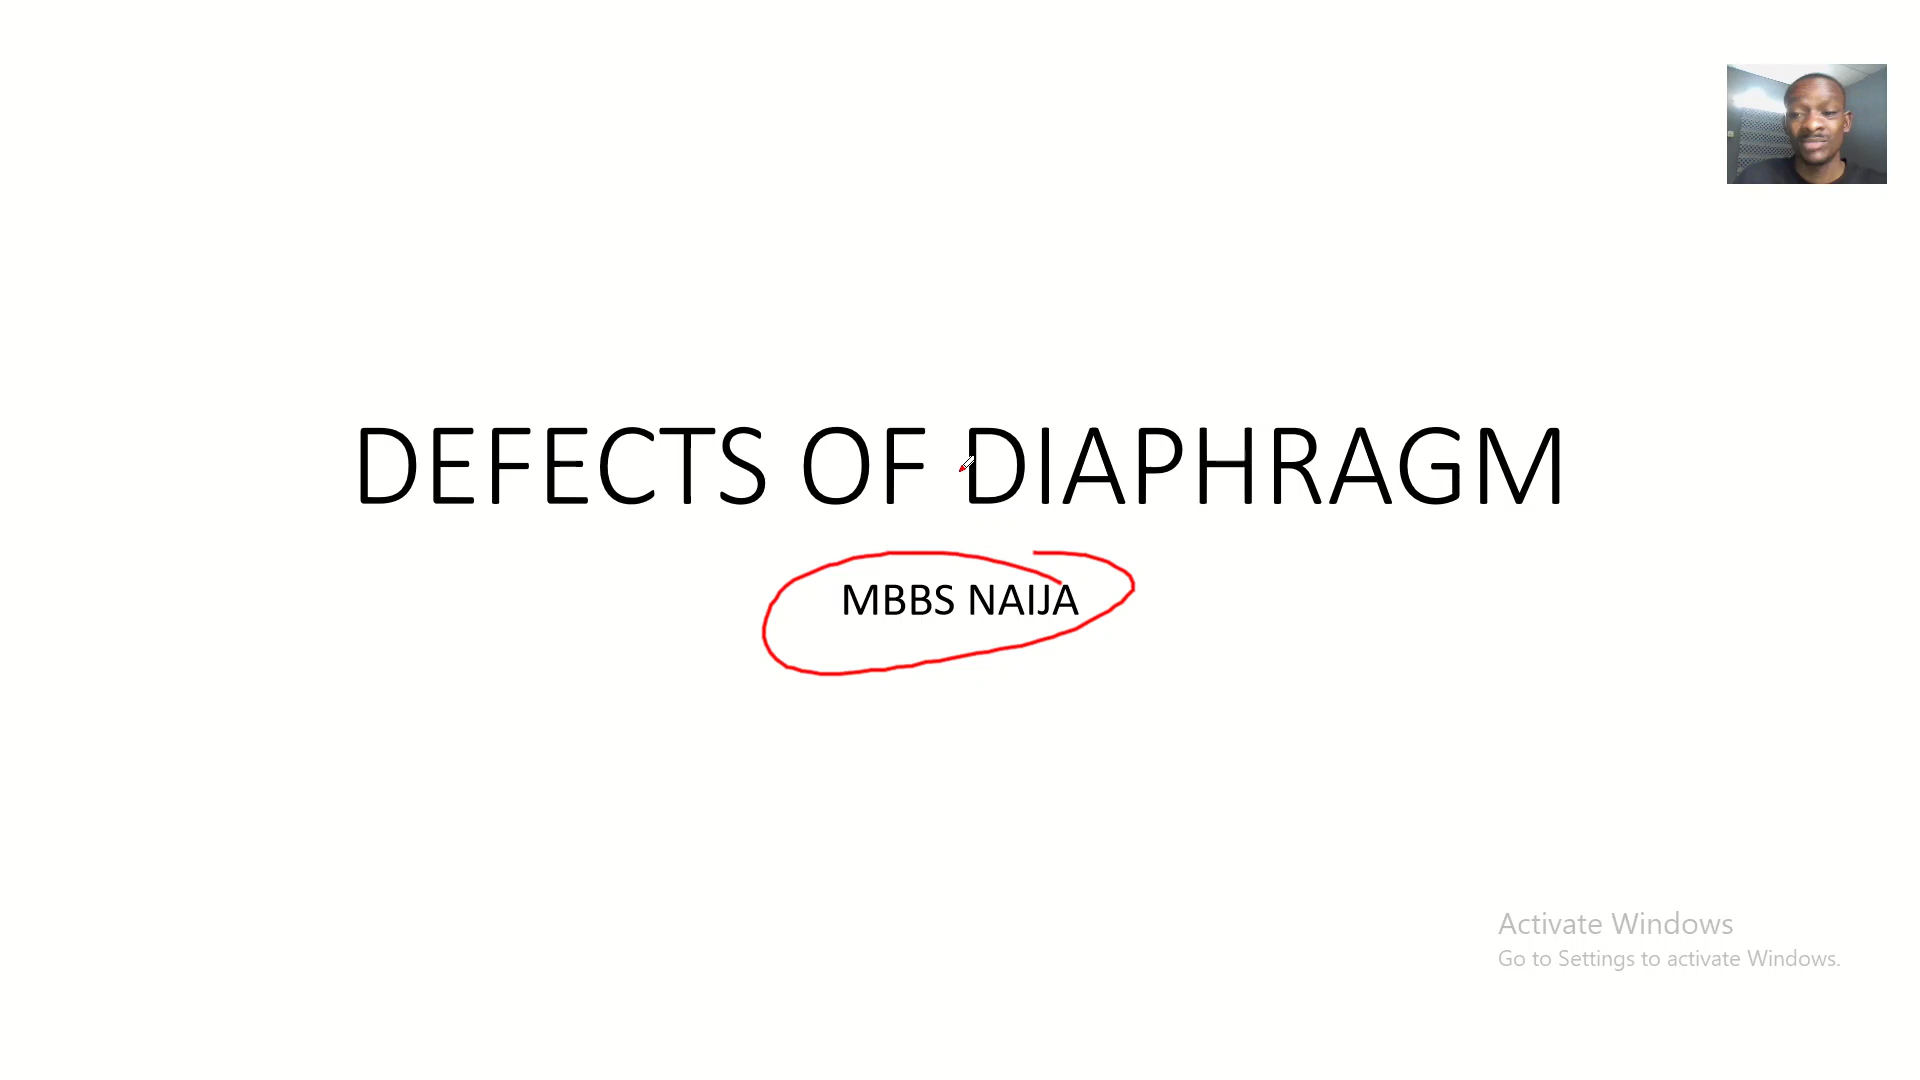 DEFECTS OF DIAPHRAGM
MBBS NAIJA
Activate Windows
Go to Settings to activate Windows.